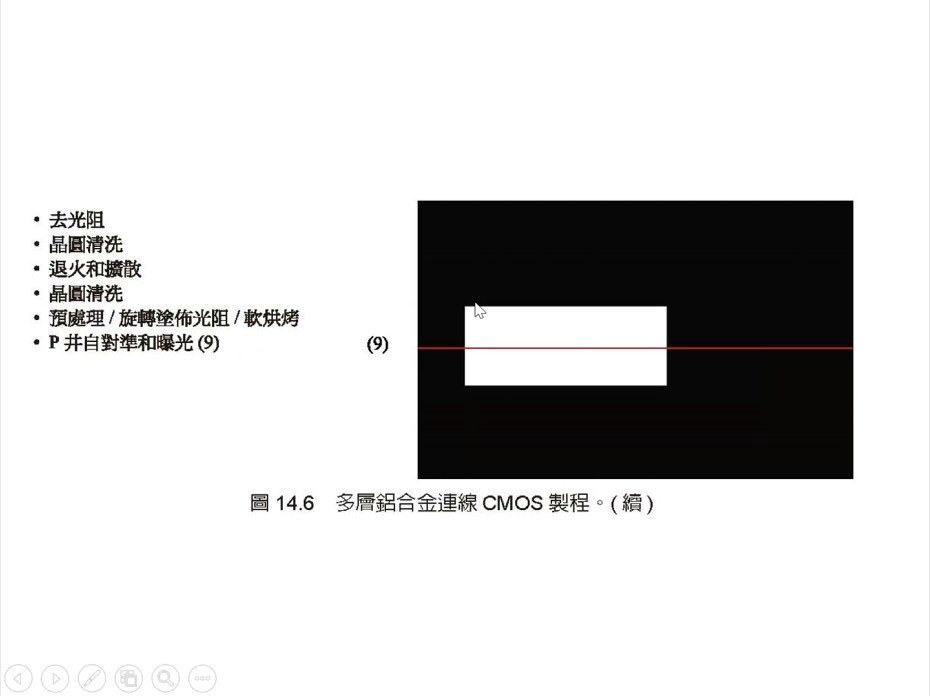 • 去光阻
• 晶圓清洗
• 退火和擴散
• 晶圓清洗
• 預處理 / 旋轉塗佈光阻 / 軟烘烤
• P 井自對準和曝光 (9)
(9)
圖 14.6 多層鋁合金連線 CMOS 製程。( 續 )